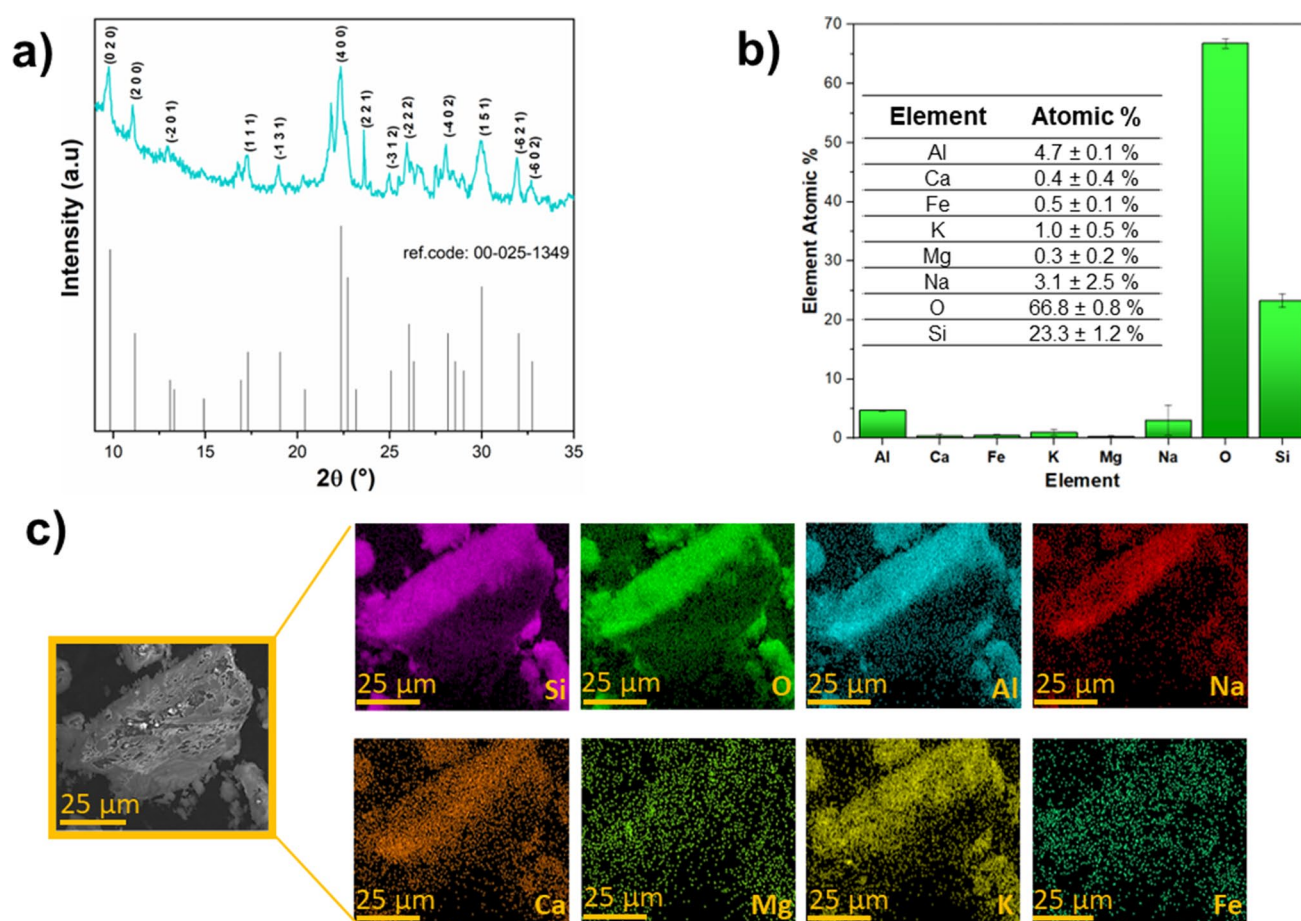 a)
(0 2 0)
(2 0 0)
(-2 0 1)
(1 1 1)
(-1 3 1)
(4 0 0)
(2 2 1)
(-3 1 2)
(-2 2 2)
(-4 0 2)
(1 5 1)
(-6 2 1)
(-6 0 2)
Intensity (a.u)
ref.code: 00-025-1349
10 15 20 25 30 35
2θ (°)
b)
Element Atomic %
70
60
50
40
30
20
10
0
Element Atomic %
Al 4.7 ± 0.1 %
Ca 0.4 ± 0.4 %
Fe 0.5 ± 0.1 %
K 1.0 ± 0.5 %
Mg 0.3 ± 0.2 %
Na 3.1 ± 2.5 %
O 66.8 ± 0.8 %
Si 23.3 ± 1.2 %
Al Ca Fe K Mg Na O Si
Element
c)
25 µm
25 µm Si
25 µm O
25 µm Al
25 µm Na
25 µm Ca
25 µm Mg
25 µm K
25 µm Fe